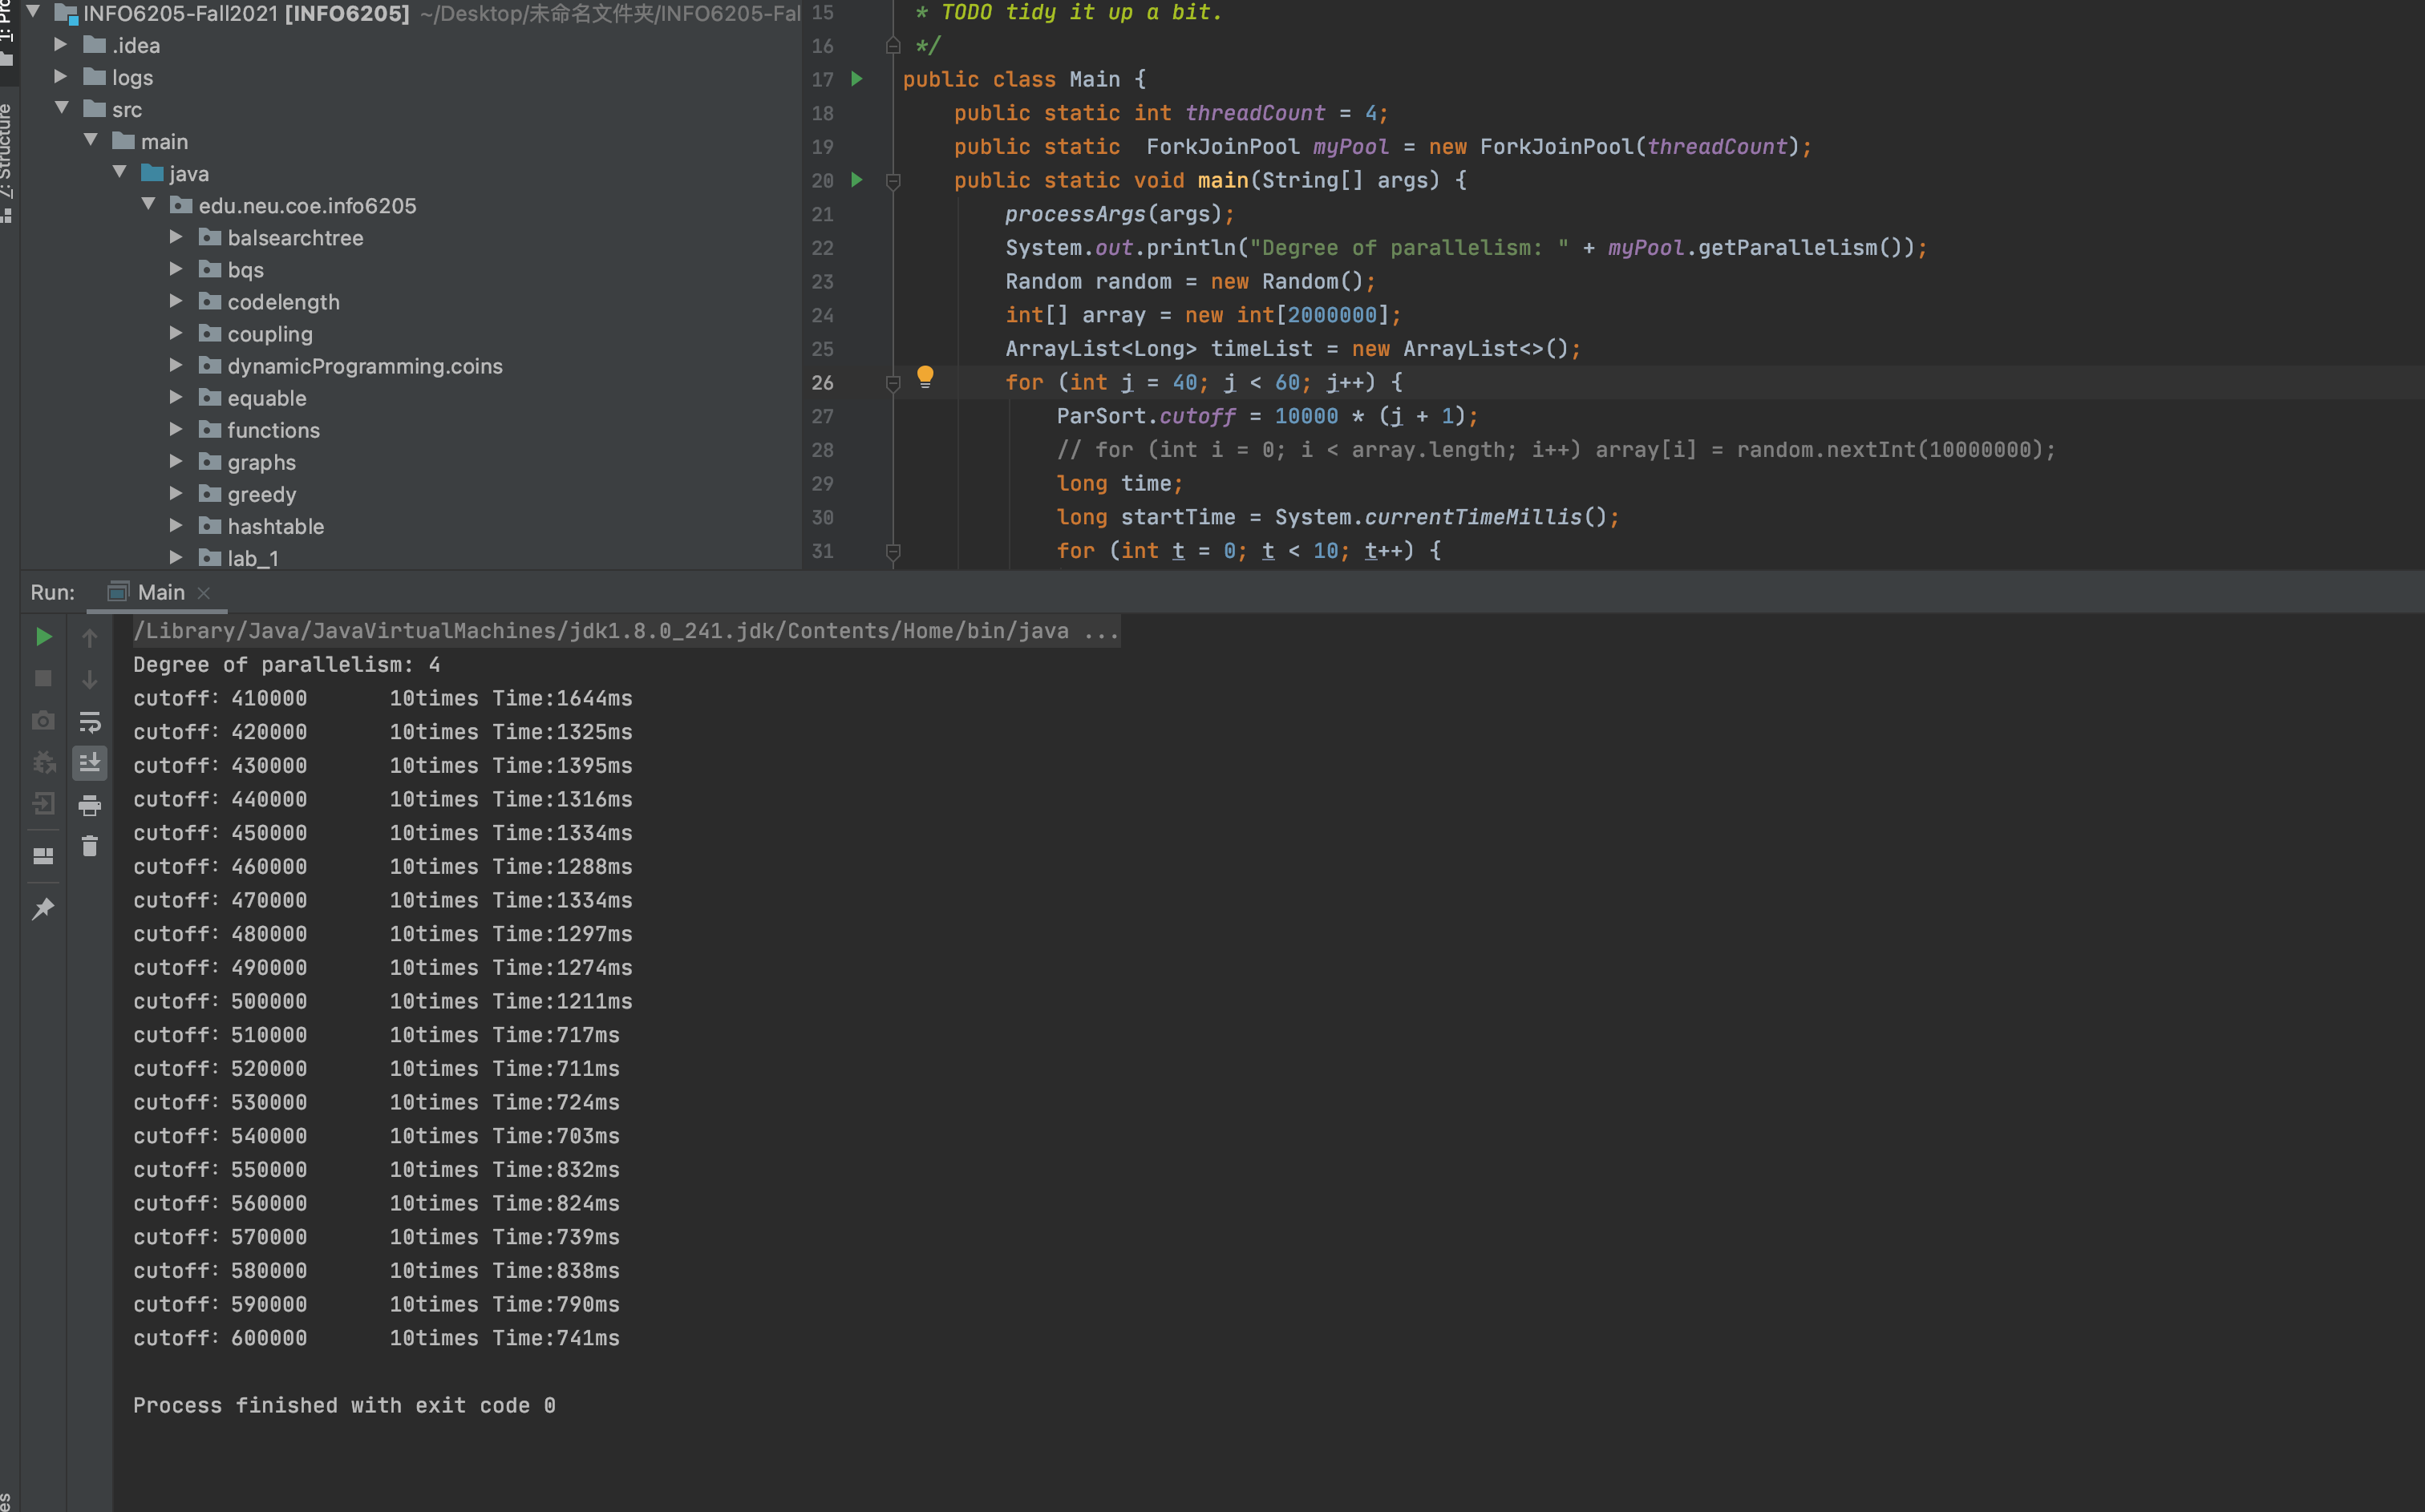 INFO6205-Fall2021 [INFO6205] ~/Desktop/未命名文件夹/INFO6205-Fal
.idea
logs
src
main
java
edu.neu.coe.info6205
balsearchtree
bqs
codelength
coupling
dynamicProgramming.coins
equable
functions
graphs
greedy
hashtable
lab_1
Z: Structure
15 * TODO tidy it up a bit.
16 */
17 public class Main {
18 public static int threadCount = 4;
19 public static ForkJoinPool myPool = new ForkJoinPool(threadCount);
20 public static void main(String[] args) {
21 processArgs(args);
22 System.out.println("Degree of parallelism: " + myPool.getParallelism());
23 Random random = new Random();
24 int[] array = new int[2000000];
25 ArrayList<Long> timeList = new ArrayList<>();
26 for (int j = 40; j < 60; j++) {
27 ParSort.cutoff = 10000 * (j + 1);
28 // for (int i = 0; i < array.length; i++) array[i] = random.nextInt(10000000);
29 long time;
30 long startTime = System.currentTimeMillis();
31 for (int t = 0; t < 10; t++) {
Run: Main
/Library/Java/JavaVirtualMachines/jdk1.8.0_241.jdk/Contents/Home/bin/java ...
Degree of parallelism: 4
cutoff：410000 10times Time:1644ms
cutoff：420000 10times Time:1325ms
cutoff：430000 10times Time:1395ms
cutoff：440000 10times Time:1316ms
cutoff：450000 10times Time:1334ms
cutoff：460000 10times Time:1288ms
cutoff：470000 10times Time:1334ms
cutoff：480000 10times Time:1297ms
cutoff：490000 10times Time:1274ms
cutoff：500000 10times Time:1211ms
cutoff：510000 10times Time:717ms
cutoff：520000 10times Time:711ms
cutoff：530000 10times Time:724ms
cutoff：540000 10times Time:703ms
cutoff：550000 10times Time:832ms
cutoff：560000 10times Time:824ms
cutoff：570000 10times Time:739ms
cutoff：580000 10times Time:838ms
cutoff：590000 10times Time:790ms
cutoff：600000 10times Time:741ms
Process finished with exit code 0